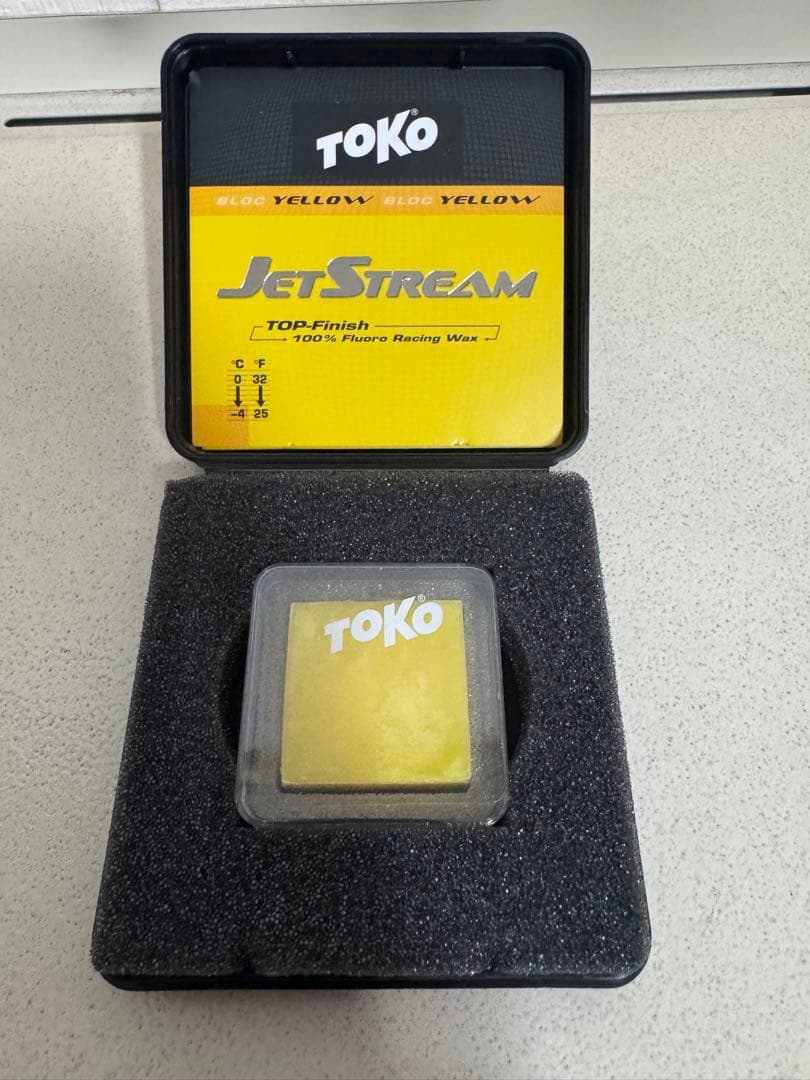 TOKO®
BLOC YELLOW BLOC YELLOW
JETSTREAM
TOP-Finish
100% Fluoro Racing Wax
°C °F
0 32
-4 25
TOKO®